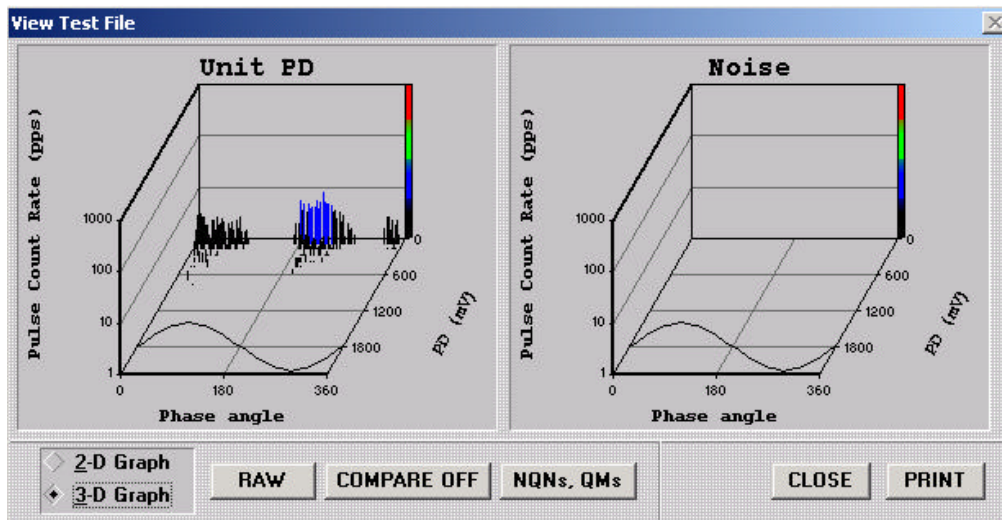 View Test File
Unit PD
Pulse Count Rate (pps)
1000
100
10
1
0
180
360
Phase angle
0
600
1200
1800
PD (mV)
Noise
Pulse Count Rate (pps)
1000
100
10
1
0
180
360
Phase angle
0
600
1200
1800
PD (mV)
2-D Graph
3-D Graph
RAW
COMPARE OFF
NQNs, QMs
CLOSE
PRINT